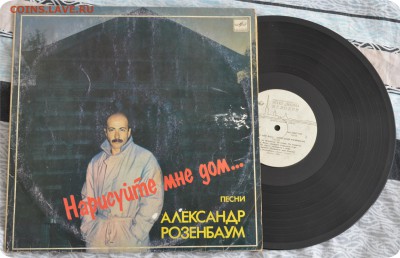 COINS.LAVE.RU
Нарисуйте мне дом...
ПЕСНИ
АЛЕКСАНДР
РОЗЕНБАУМ